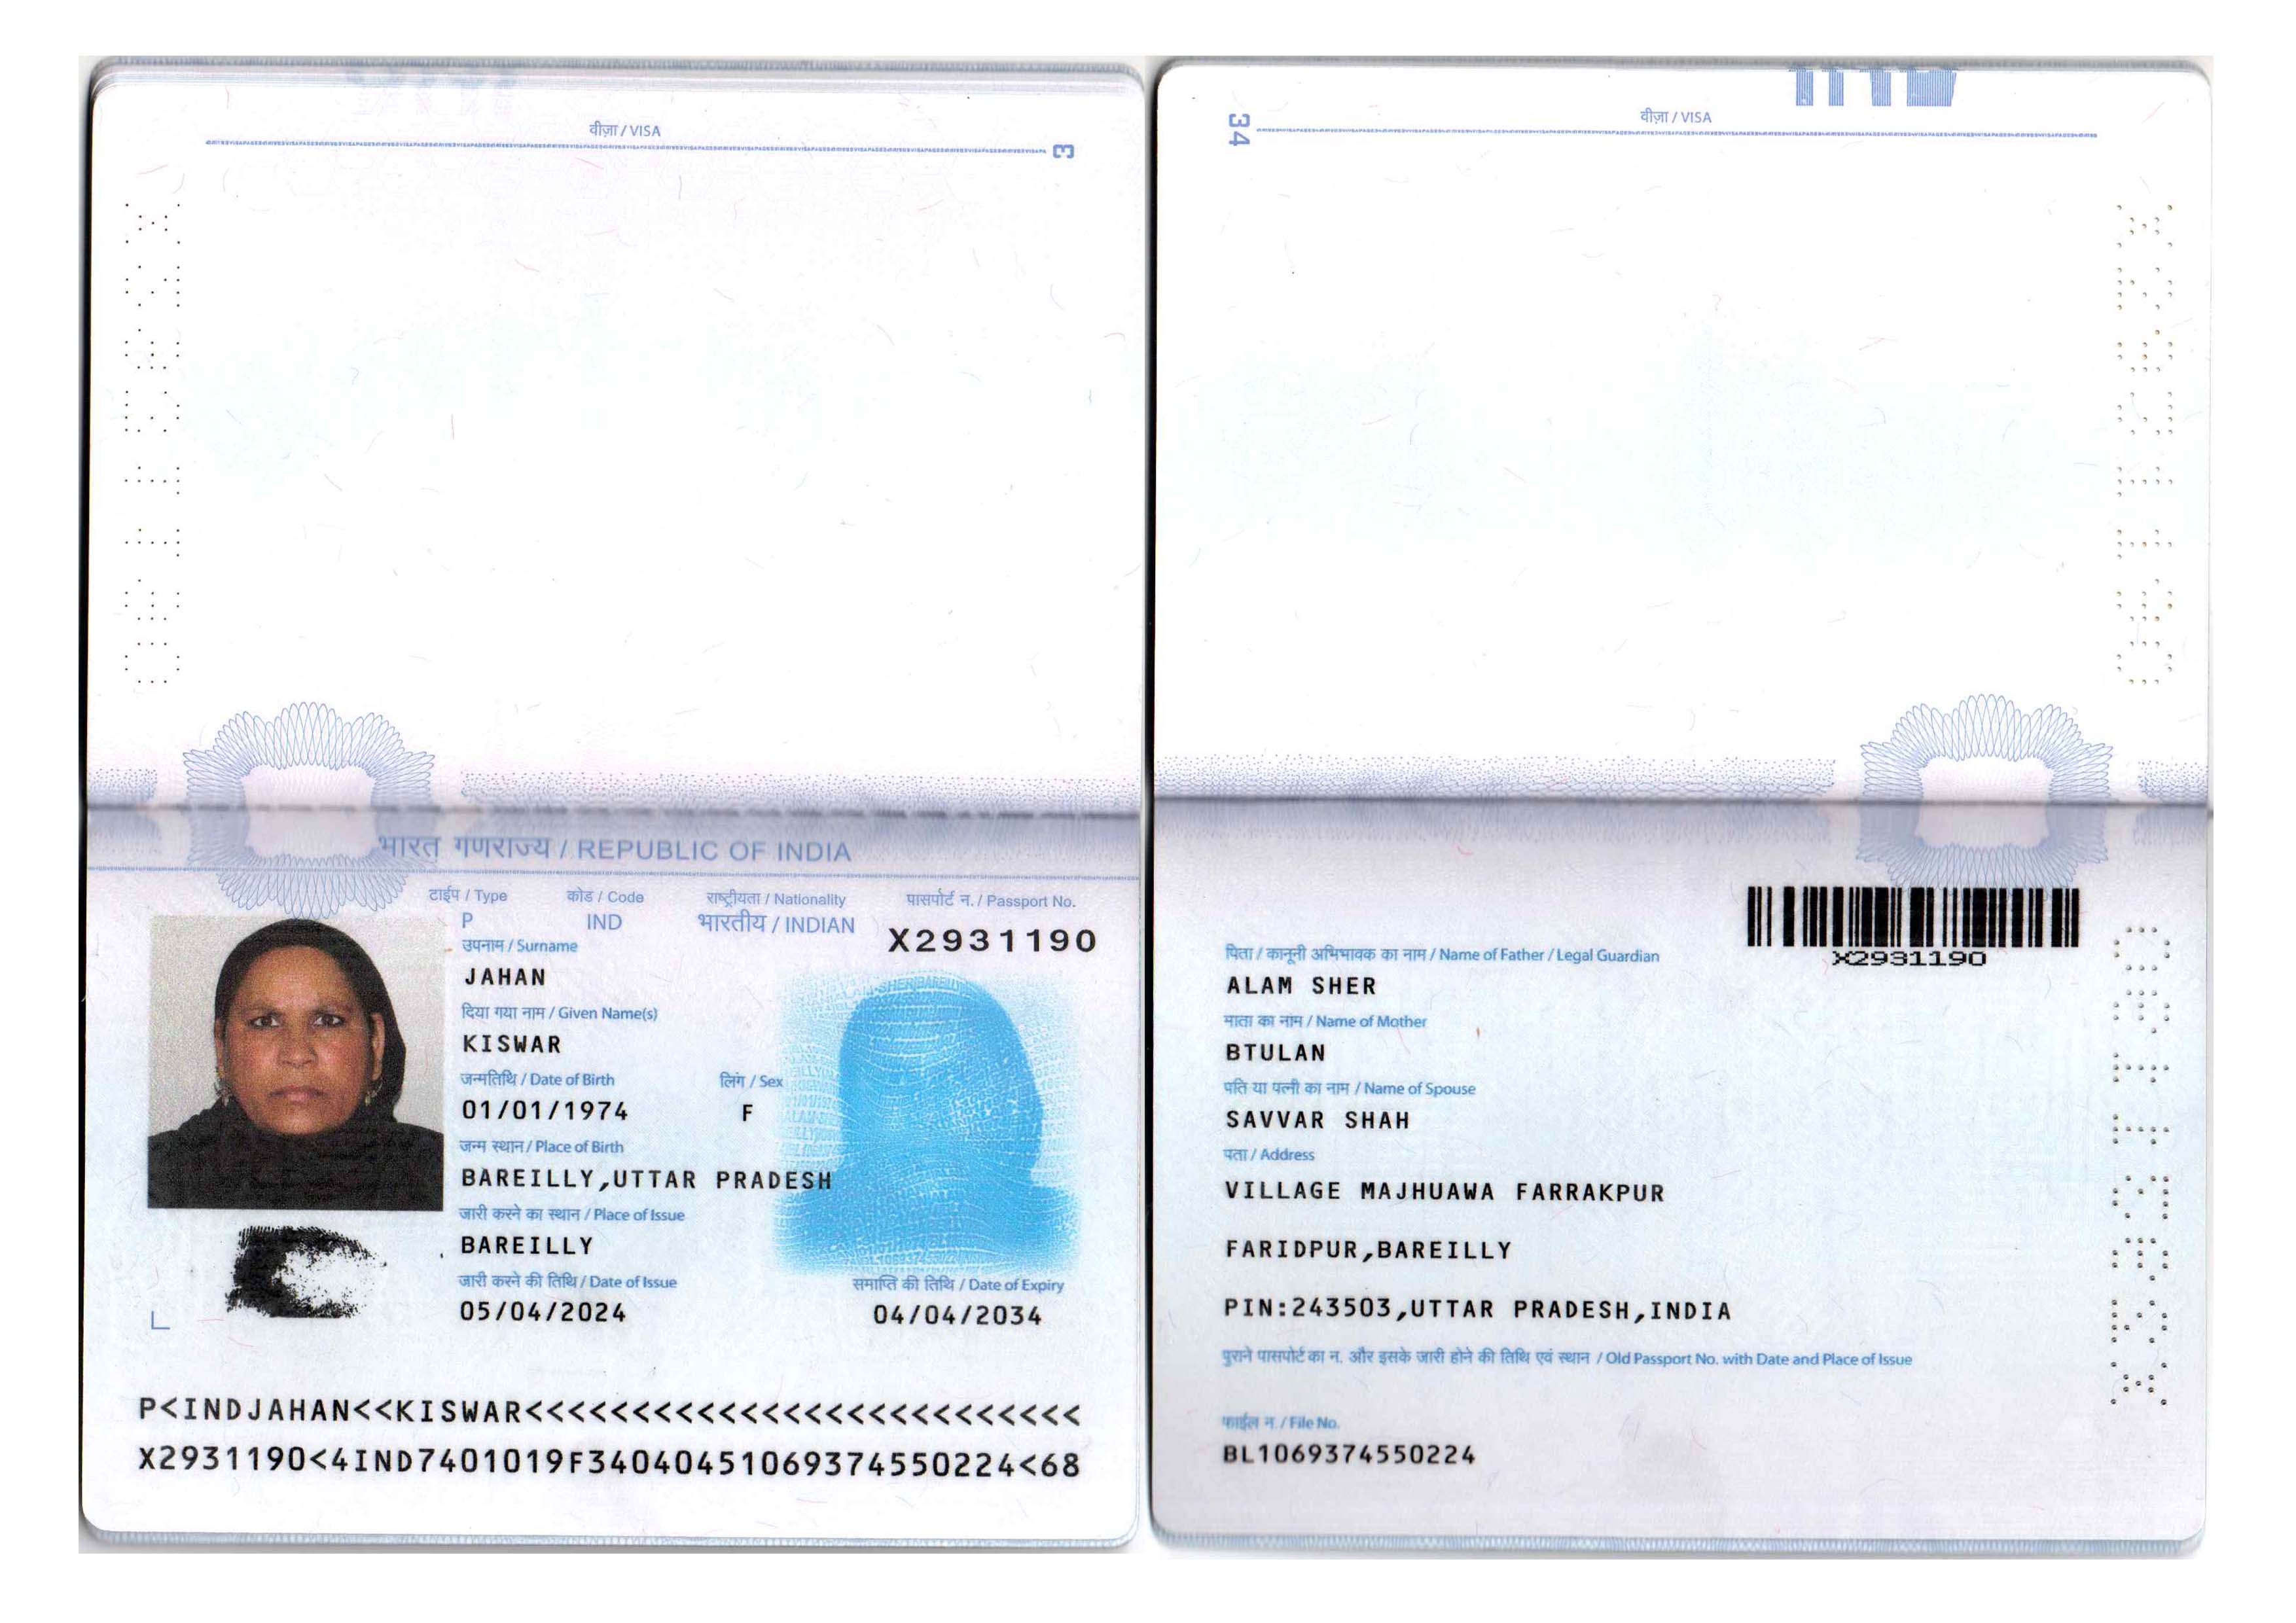 वीज़ा / VISA
3
भारत गणराज्य / REPUBLIC OF INDIA
टाईप / Type
कोड / Code
राष्ट्रीयता / Nationality
पासपोर्ट न. / Passport No.
P
IND
भारतीय / INDIAN
X2931190
उपनाम / Surname
JAHAN
दिया गया नाम / Given Name(s)
KISWAR
जन्मतिथि / Date of Birth
लिंग / Sex
01/01/1974
F
जन्म स्थान / Place of Birth
BAREILLY,UTTAR PRADESH
जारी करने का स्थान / Place of Issue
BAREILLY
जारी करने की तिथि / Date of Issue
समाप्ति की तिथि / Date of Expiry
05/04/2024
04/04/2034
P<INDJAHAN<<KISWAR<<<<<<<<<<<<<<<<<<<<<<<<<<
X2931190<4IND7401019F34040451069374550224<68
वीज़ा / VISA
34
X2931190
पिता / कानूनी अभिभावक का नाम / Name of Father / Legal Guardian
ALAM SHER
माता का नाम / Name of Mother
BTULAN
पति या पत्नी का नाम / Name of Spouse
SAVVAR SHAH
पता / Address
VILLAGE MAJHUAWA FARRAKPUR
FARIDPUR,BAREILLY
PIN:243503,UTTAR PRADESH,INDIA
पुराने पासपोर्ट का न. और इसके जारी होने की तिथि एवं स्थान / Old Passport No. with Date and Place of Issue
फाईल न. / File No.
BL1069374550224